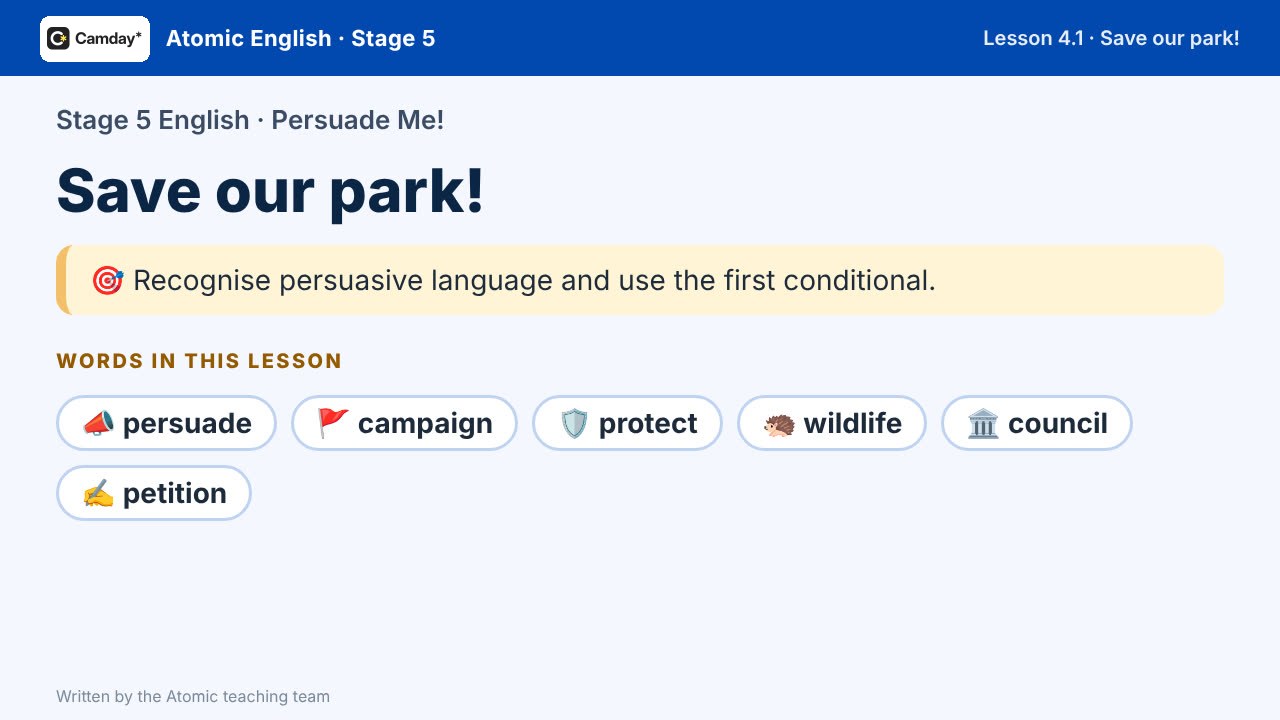 Camday*
Atomic English · Stage 5
Lesson 4.1 · Save our park!
Stage 5 English · Persuade Me!
Save our park!
🎯 Recognise persuasive language and use the first conditional.
WORDS IN THIS LESSON
📣 persuade
🚩 campaign
🛡️ protect
🦔 wildlife
🏛️ council
✍️ petition
Written by the Atomic teaching team